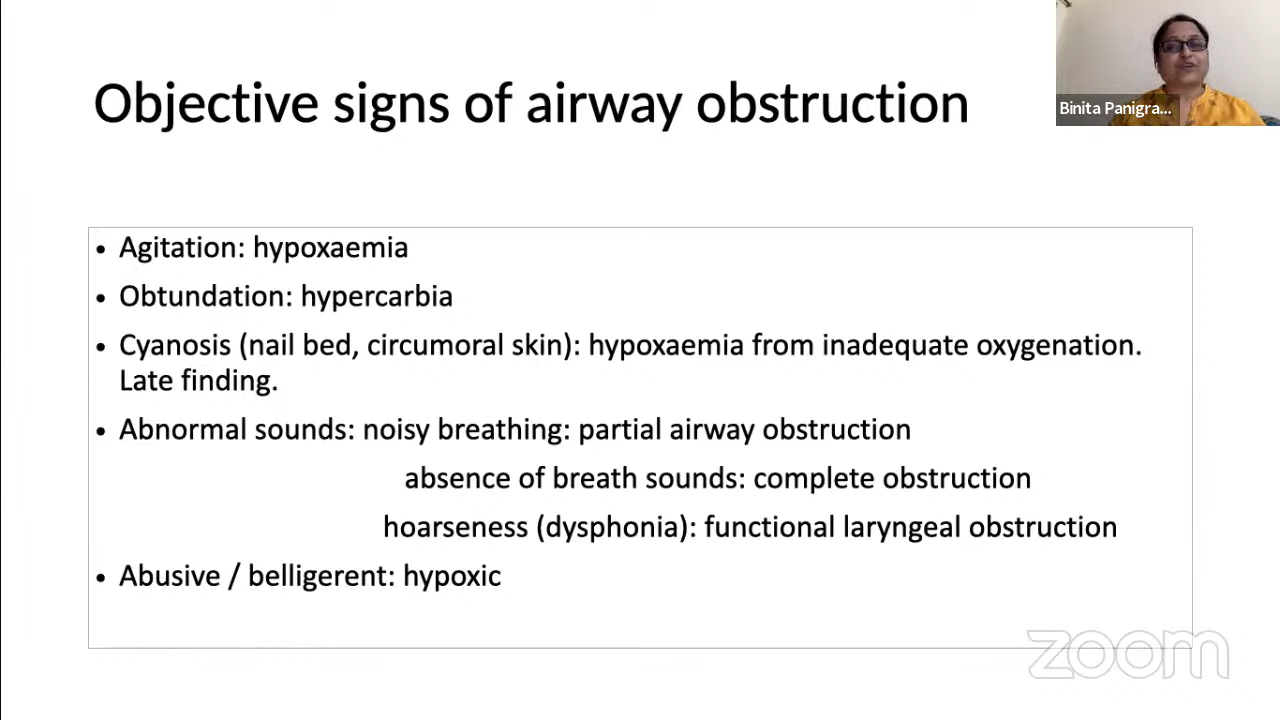 Objective signs of airway obstruction
Binita Panigra...
• Agitation: hypoxaemia
• Obtundation: hypercarbia
• Cyanosis (nail bed, circumoral skin): hypoxaemia from inadequate oxygenation.
Late finding.
• Abnormal sounds: noisy breathing: partial airway obstruction
absence of breath sounds: complete obstruction
hoarseness (dysphonia): functional laryngeal obstruction
• Abusive / belligerent: hypoxic
zoom